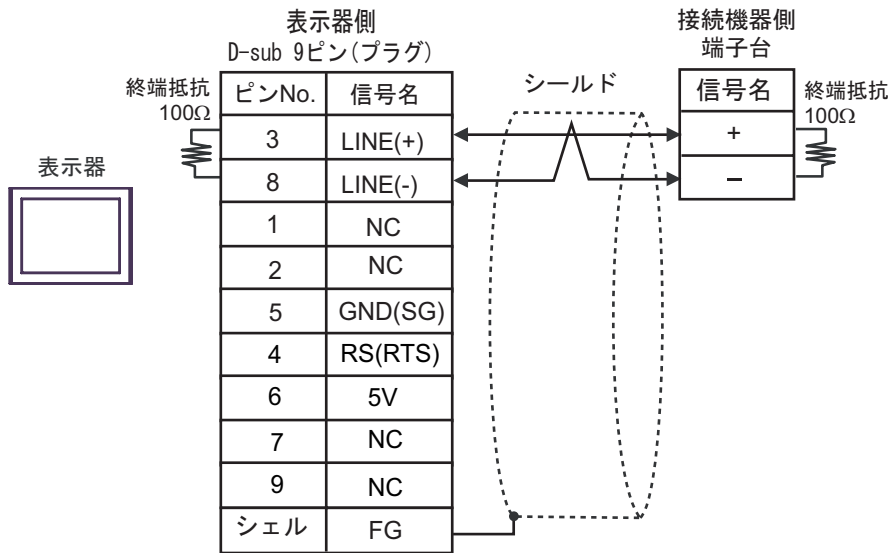 表示器側
D-sub 9ピン(プラグ)
接続機器側
端子台
終端抵抗
100Ω
ピンNo. 信号名
シールド
信号名
終端抵抗
100Ω
3 LINE(+)
+
表示器
8 LINE(-)
−
1 NC
2 NC
5 GND(SG)
4 RS(RTS)
6 5V
7 NC
9 NC
シェル FG